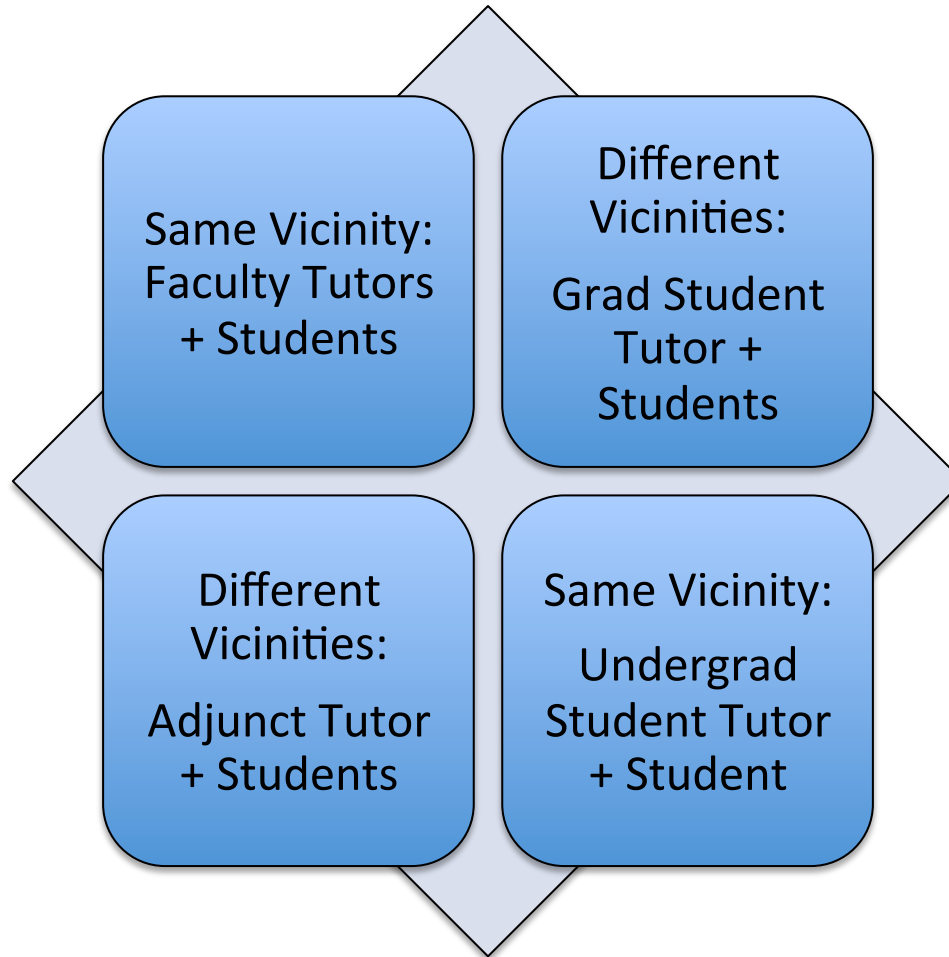 Same Vicinity:
Faculty Tutors
+ Students
Different
Vicinities:
Grad Student
Tutor +
Students
Different
Vicinities:
Adjunct Tutor
+ Students
Same Vicinity:
Undergrad
Student Tutor
+ Student